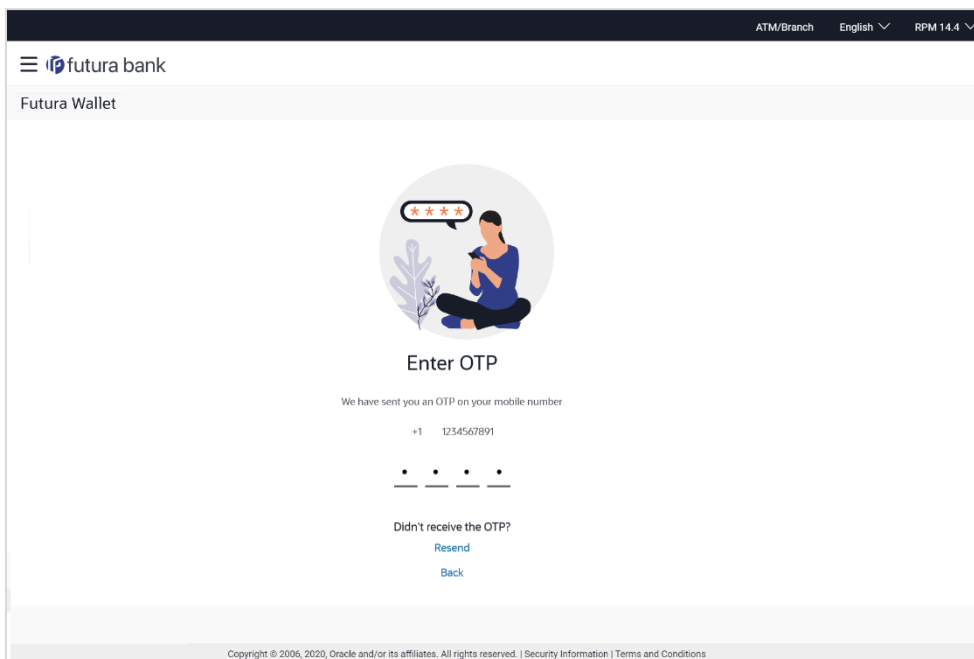 ATM/Branch English RPM 14.4
futura bank
Futura Wallet
* * * *
Enter OTP
We have sent you an OTP on your mobile number
+1 1234567891
• • • •
Didn't receive the OTP?
Resend
Back
Copyright © 2006, 2020, Oracle and/or its affiliates. All rights reserved. | Security Information | Terms and Conditions